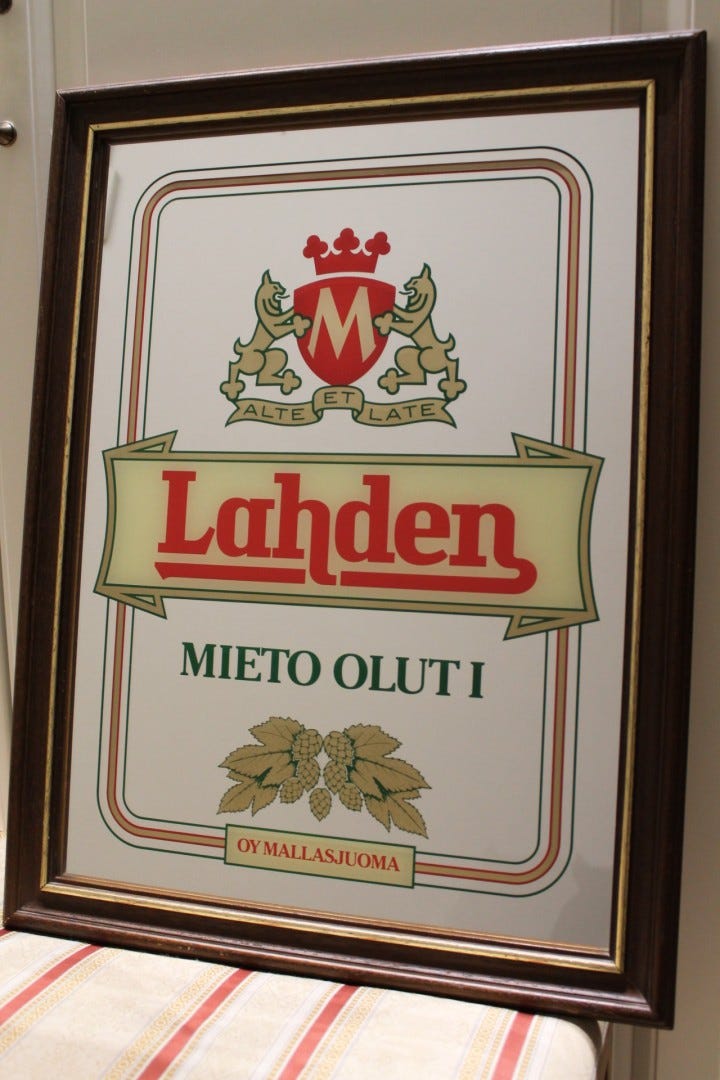 M
ALTE ET LATE
Lahden
MIETO OLUT I
OY MALLASJUOMA